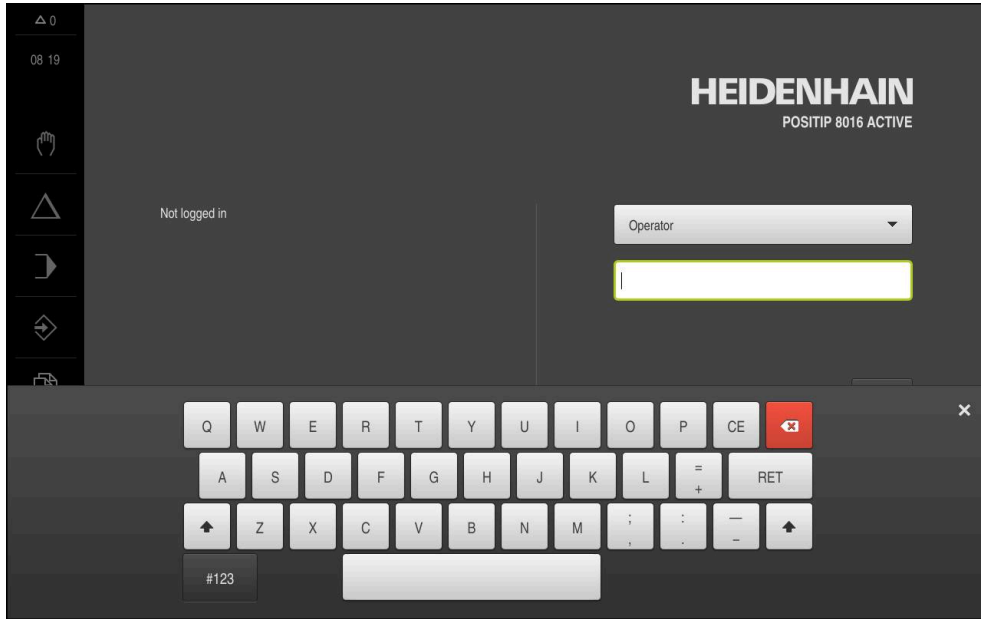 0
08 19
HEIDENHAIN
POSITIP 8016 ACTIVE
Not logged in
Operator
Q W E R T Y U I O P CE
A S D F G H J K L = + RET
Z X C V B N M ; , : . — –
#123